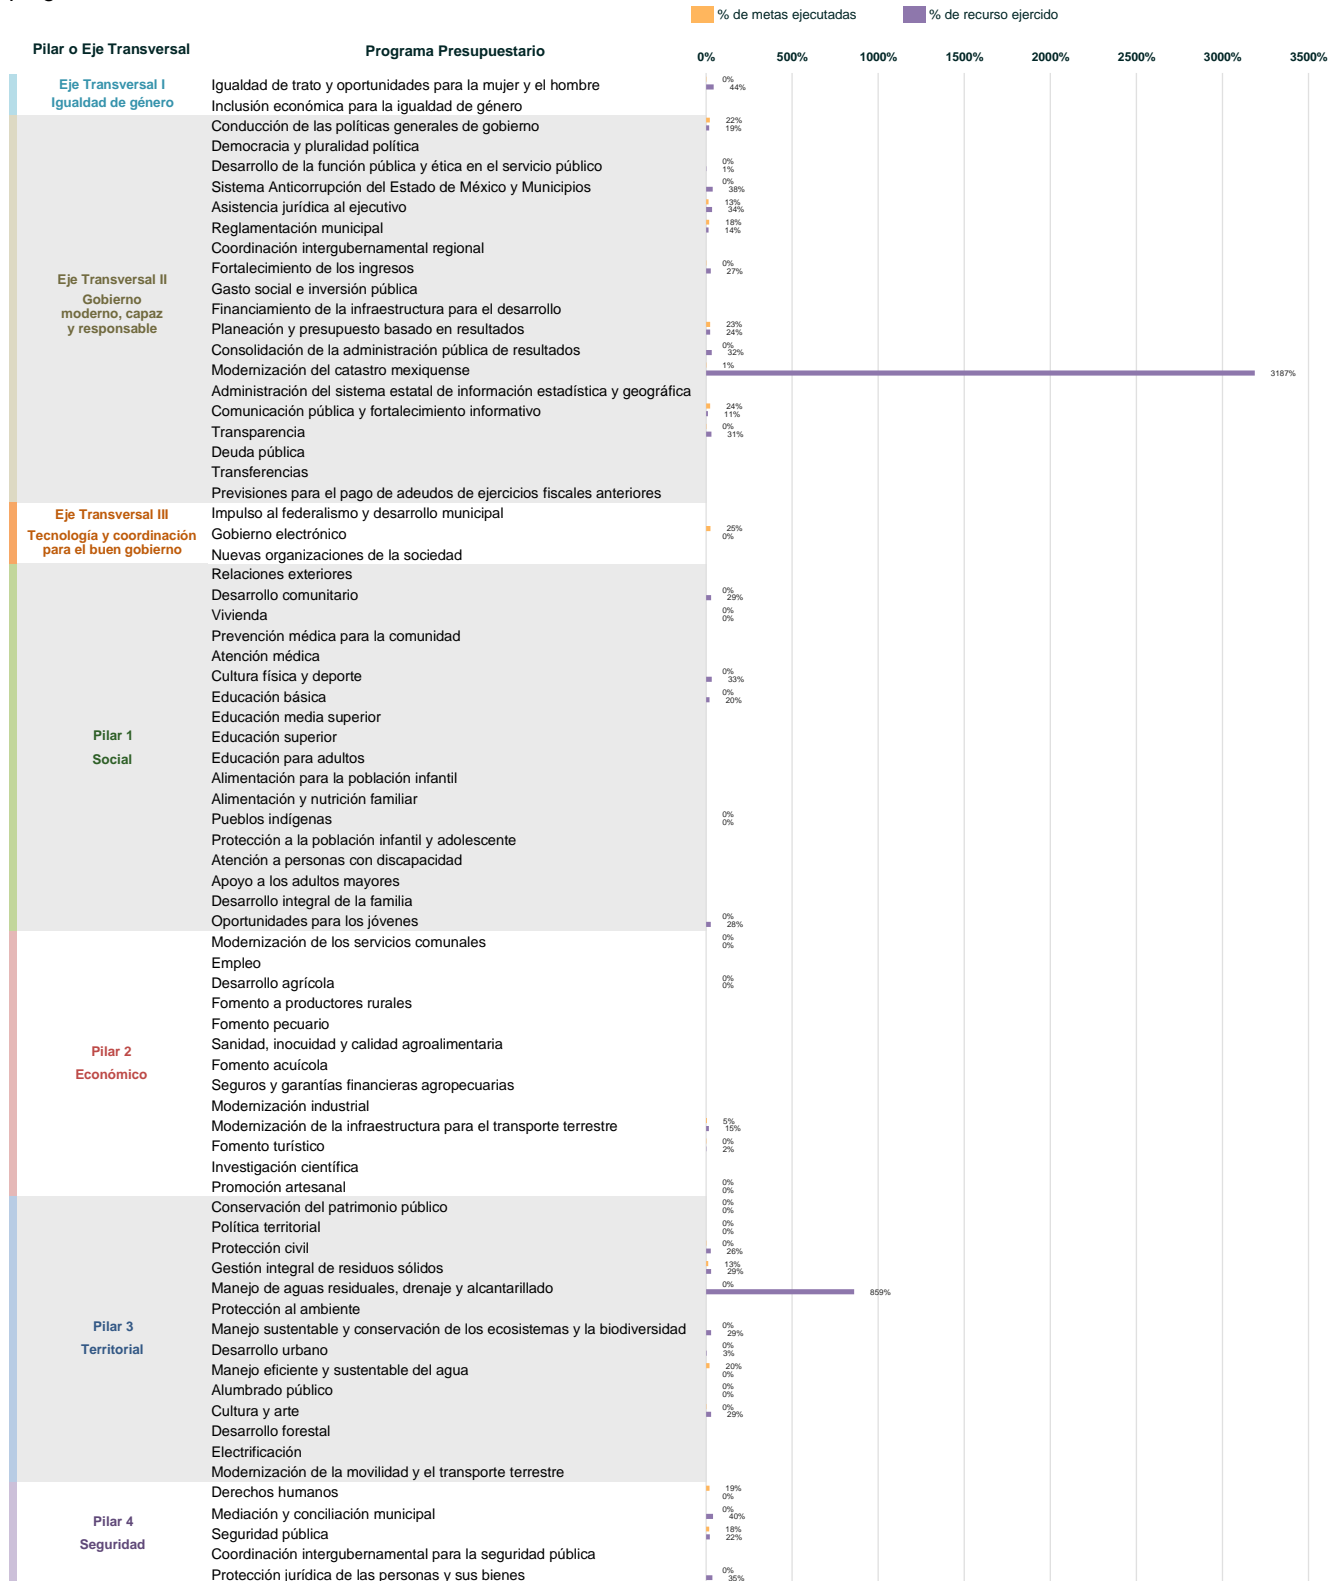 % de metas ejecutadas
% de recurso ejercido
Pilar o Eje Transversal
Programa Presupuestario
0% 500% 1000% 1500% 2000% 2500% 3000% 3500%
Eje Transversal I
Igualdad de género
Igualdad de trato y oportunidades para la mujer y el hombre
0%
44%
Inclusión económica para la igualdad de género
Eje Transversal II
Gobierno
moderno, capaz
y responsable
Conducción de las políticas generales de gobierno
22%
19%
Democracia y pluralidad política
Desarrollo de la función pública y ética en el servicio público
0%
1%
Sistema Anticorrupción del Estado de México y Municipios
0%
38%
Asistencia jurídica al ejecutivo
13%
34%
Reglamentación municipal
18%
14%
Coordinación intergubernamental regional
Fortalecimiento de los ingresos
0%
27%
Gasto social e inversión pública
Financiamiento de la infraestructura para el desarrollo
Planeación y presupuesto basado en resultados
23%
24%
Consolidación de la administración pública de resultados
0%
32%
Modernización del catastro mexiquense
1%
3187%
Administración del sistema estatal de información estadística y geográfica
Comunicación pública y fortalecimiento informativo
24%
11%
Transparencia
0%
31%
Deuda pública
Transferencias
Previsiones para el pago de adeudos de ejercicios fiscales anteriores
Eje Transversal III
Tecnología y coordinación
para el buen gobierno
Impulso al federalismo y desarrollo municipal
Gobierno electrónico
25%
0%
Nuevas organizaciones de la sociedad
Pilar 1
Social
Relaciones exteriores
Desarrollo comunitario
0%
29%
Vivienda
0%
0%
Prevención médica para la comunidad
Atención médica
Cultura física y deporte
0%
33%
Educación básica
0%
20%
Educación media superior
Educación superior
Educación para adultos
Alimentación para la población infantil
Alimentación y nutrición familiar
Pueblos indígenas
0%
0%
Protección a la población infantil y adolescente
Atención a personas con discapacidad
Apoyo a los adultos mayores
Desarrollo integral de la familia
Oportunidades para los jóvenes
0%
28%
Pilar 2
Económico
Modernización de los servicios comunales
0%
0%
Empleo
Desarrollo agrícola
0%
0%
Fomento a productores rurales
Fomento pecuario
Sanidad, inocuidad y calidad agroalimentaria
Fomento acuícola
Seguros y garantías financieras agropecuarias
Modernización industrial
Modernización de la infraestructura para el transporte terrestre
5%
15%
Fomento turístico
0%
2%
Investigación científica
Promoción artesanal
0%
0%
Pilar 3
Territorial
Conservación del patrimonio público
0%
0%
Política territorial
0%
0%
Protección civil
0%
26%
Gestión integral de residuos sólidos
13%
29%
Manejo de aguas residuales, drenaje y alcantarillado
0%
859%
Protección al ambiente
Manejo sustentable y conservación de los ecosistemas y la biodiversidad
0%
29%
Desarrollo urbano
0%
3%
Manejo eficiente y sustentable del agua
20%
0%
Alumbrado público
0%
0%
Cultura y arte
0%
29%
Desarrollo forestal
Electrificación
Modernización de la movilidad y el transporte terrestre
Pilar 4
Seguridad
Derechos humanos
19%
0%
Mediación y conciliación municipal
0%
40%
Seguridad pública
18%
22%
Coordinación intergubernamental para la seguridad pública
Protección jurídica de las personas y sus bienes
0%
35%